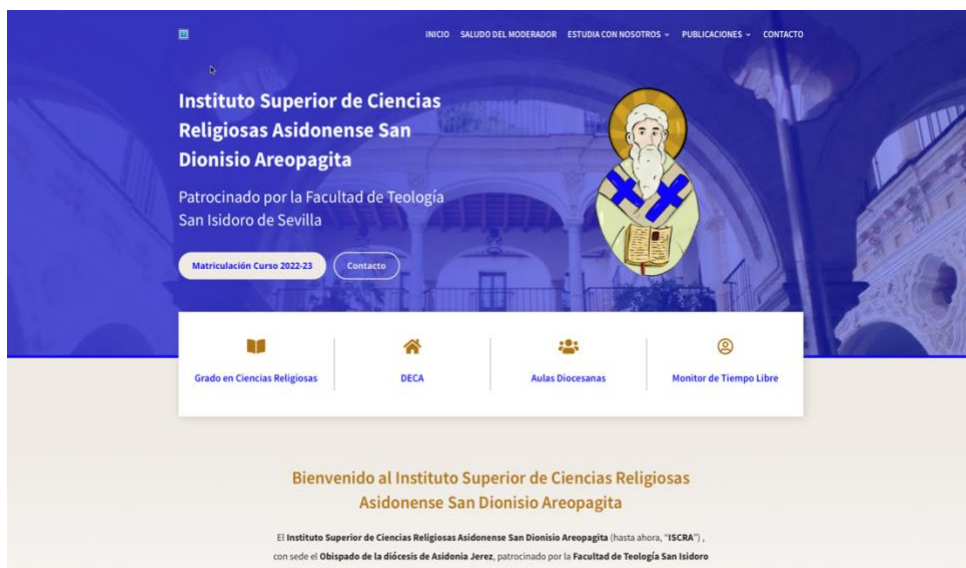 INICIO SALUDO DEL MODERADOR ESTUDIA CON NOSOTROS PUBLICACIONES CONTACTO
Instituto Superior de Ciencias
Religiosas Asidonense San
Dionisio Areopagita
Patrocinado por la Facultad de Teología
San Isidoro de Sevilla
Matriculación Curso 2022-23 Contacto
Grado en Ciencias Religiosas DECA Aulas Diocesanas Monitor de Tiempo Libre
Bienvenido al Instituto Superior de Ciencias Religiosas
Asidonense San Dionisio Areopagita
El Instituto Superior de Ciencias Religiosas Asidonense San Dionisio Areopagita (hasta ahora, “ISCRA”) ,
con sede el Obispado de la diócesis de Asidonia Jerez, patrocinado por la Facultad de Teología San Isidoro